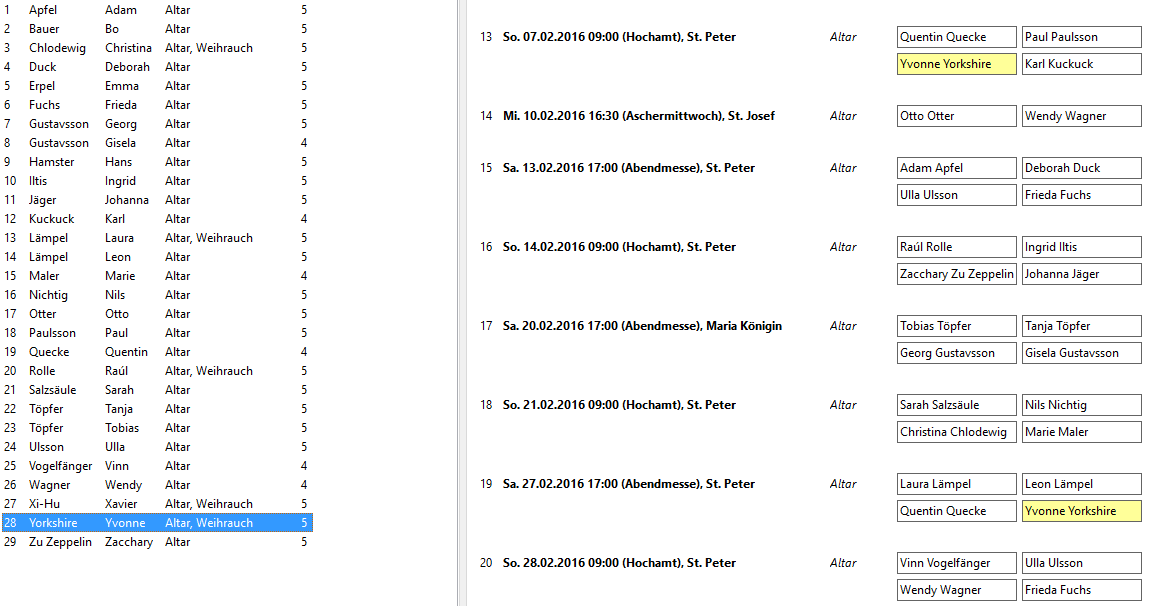 1 Apfel Adam Altar 5
2 Bauer Bo Altar 5
3 Chlodewig Christina Altar, Weihrauch 5
4 Duck Deborah Altar 5
5 Erpel Emma Altar 5
6 Fuchs Frieda Altar 5
7 Gustavsson Georg Altar 5
8 Gustavsson Gisela Altar 4
9 Hamster Hans Altar 5
10 Iltis Ingrid Altar 5
11 Jäger Johanna Altar 5
12 Kuckuck Karl Altar 4
13 Lämpel Laura Altar, Weihrauch 5
14 Lämpel Leon Altar 5
15 Maler Marie Altar 4
16 Nichtig Nils Altar 5
17 Otter Otto Altar 5
18 Paulsson Paul Altar 5
19 Quecke Quentin Altar 4
20 Rolle Raúl Altar, Weihrauch 5
21 Salzsäule Sarah Altar 5
22 Töpfer Tanja Altar 5
23 Töpfer Tobias Altar 5
24 Ulsson Ulla Altar 5
25 Vogelfänger Vinn Altar 4
26 Wagner Wendy Altar 4
27 Xi-Hu Xavier Altar, Weihrauch 5
28 Yorkshire Yvonne Altar, Weihrauch 5
29 Zu Zeppelin Zacchary Altar 5
13 So. 07.02.2016 09:00 (Hochamt), St. Peter Altar Quentin Quecke Paul Paulsson
Yvonne Yorkshire Karl Kuckuck
14 Mi. 10.02.2016 16:30 (Aschermittwoch), St. Josef Altar Otto Otter Wendy Wagner
15 Sa. 13.02.2016 17:00 (Abendmesse), St. Peter Altar Adam Apfel Deborah Duck
Ulla Ulsson Frieda Fuchs
16 So. 14.02.2016 09:00 (Hochamt), St. Peter Altar Raúl Rolle Ingrid Iltis
Zacchary Zu Zeppelin Johanna Jäger
17 Sa. 20.02.2016 17:00 (Abendmesse), Maria Königin Altar Tobias Töpfer Tanja Töpfer
Georg Gustavsson Gisela Gustavsson
18 So. 21.02.2016 09:00 (Hochamt), St. Peter Altar Sarah Salzsäule Nils Nichtig
Christina Chlodewig Marie Maler
19 Sa. 27.02.2016 17:00 (Abendmesse), St. Peter Altar Laura Lämpel Leon Lämpel
Quentin Quecke Yvonne Yorkshire
20 So. 28.02.2016 09:00 (Hochamt), St. Peter Altar Vinn Vogelfänger Ulla Ulsson
Wendy Wagner Frieda Fuchs